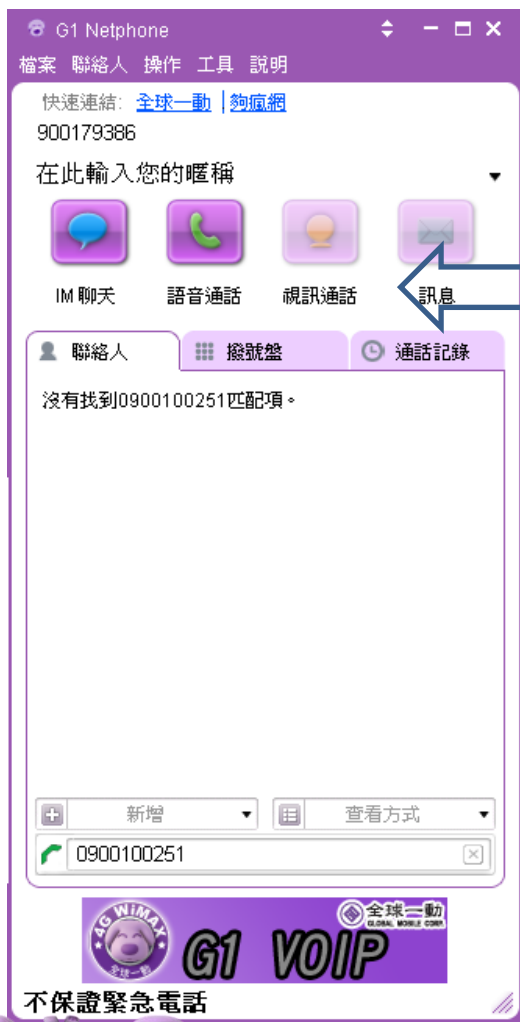 G1 Netphone
檔案 聯絡人 操作 工具 說明
快速連結: 全球一動 | 夠瘋網
900179386
在此輸入您的暱稱
IM 聊天 語音通話 視訊通話 訊息
聯絡人 撥號盤 通話記錄
沒有找到0900100251匹配項。
新增 查看方式
0900100251
4G WiMAX
全球一動
全球一動
GLOBAL MOBILE CORP.
G1 VOIP
不保證緊急電話